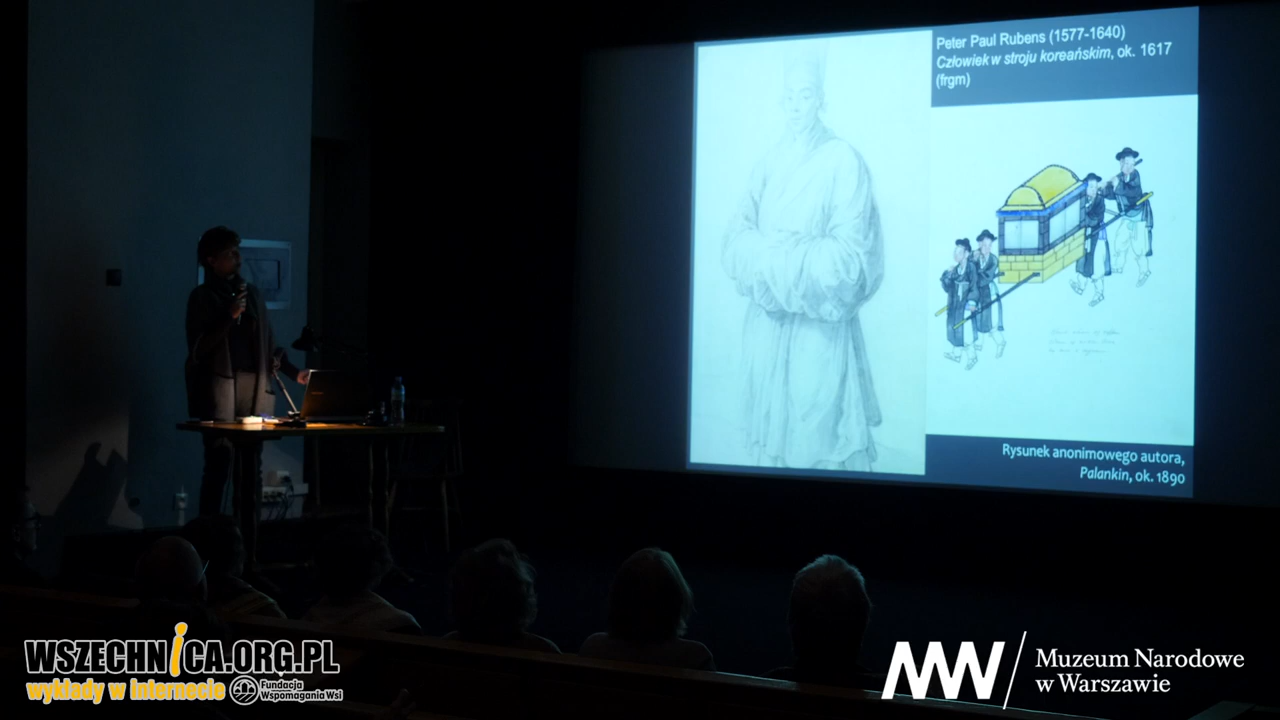 Peter Paul Rubens (1577-1640)
Człowiek w stroju koreańskim, ok. 1617
(frgm)
Rysunek anonimowego autora,
Palankin, ok. 1890
WSZECHNICA.ORG.PL
wykłady w internecie
Fundacja
Wspomagania Wsi
Muzeum Narodowe
w Warszawie